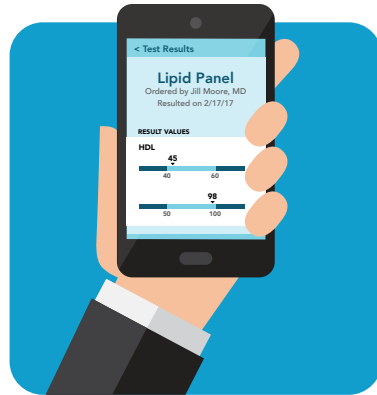 < Test Results
Lipid Panel
Ordered by Jill Moore, MD
Resulted on 2/17/17
RESULT VALUES
HDL
45
40 60
98
50 100